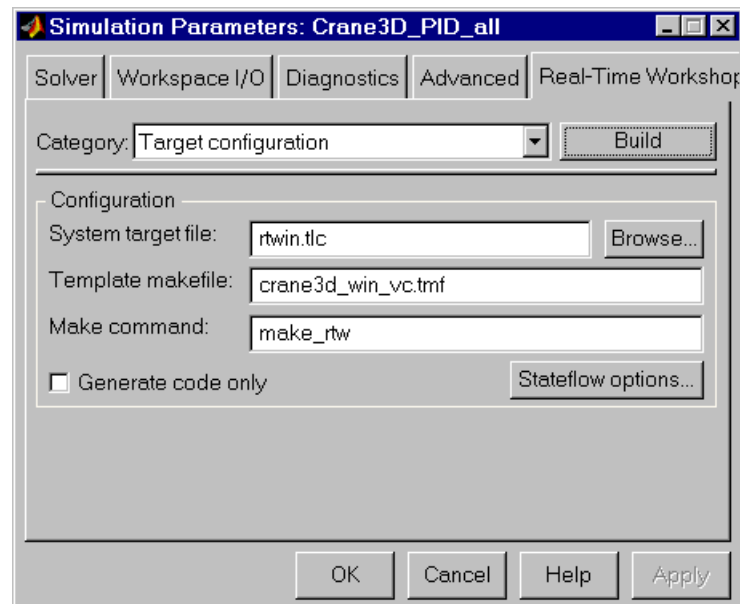 Simulation Parameters: Crane3D_PID_all
Solver Workspace I/O Diagnostics Advanced Real-Time Workshop
Category: Target configuration Build
Configuration
System target file: rtwin.tlc Browse...
Template makefile: crane3d_win_vc.tmf
Make command: make_rtw
Generate code only Stateflow options...
OK Cancel Help Apply